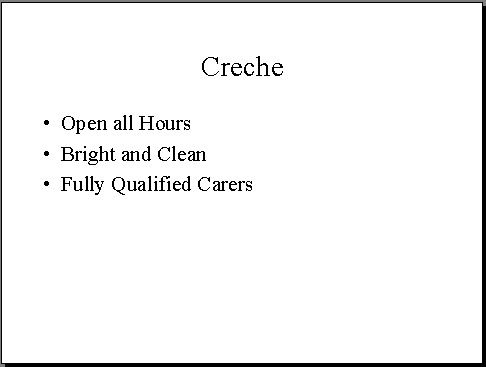 Creche
• Open all Hours
• Bright and Clean
• Fully Qualified Carers